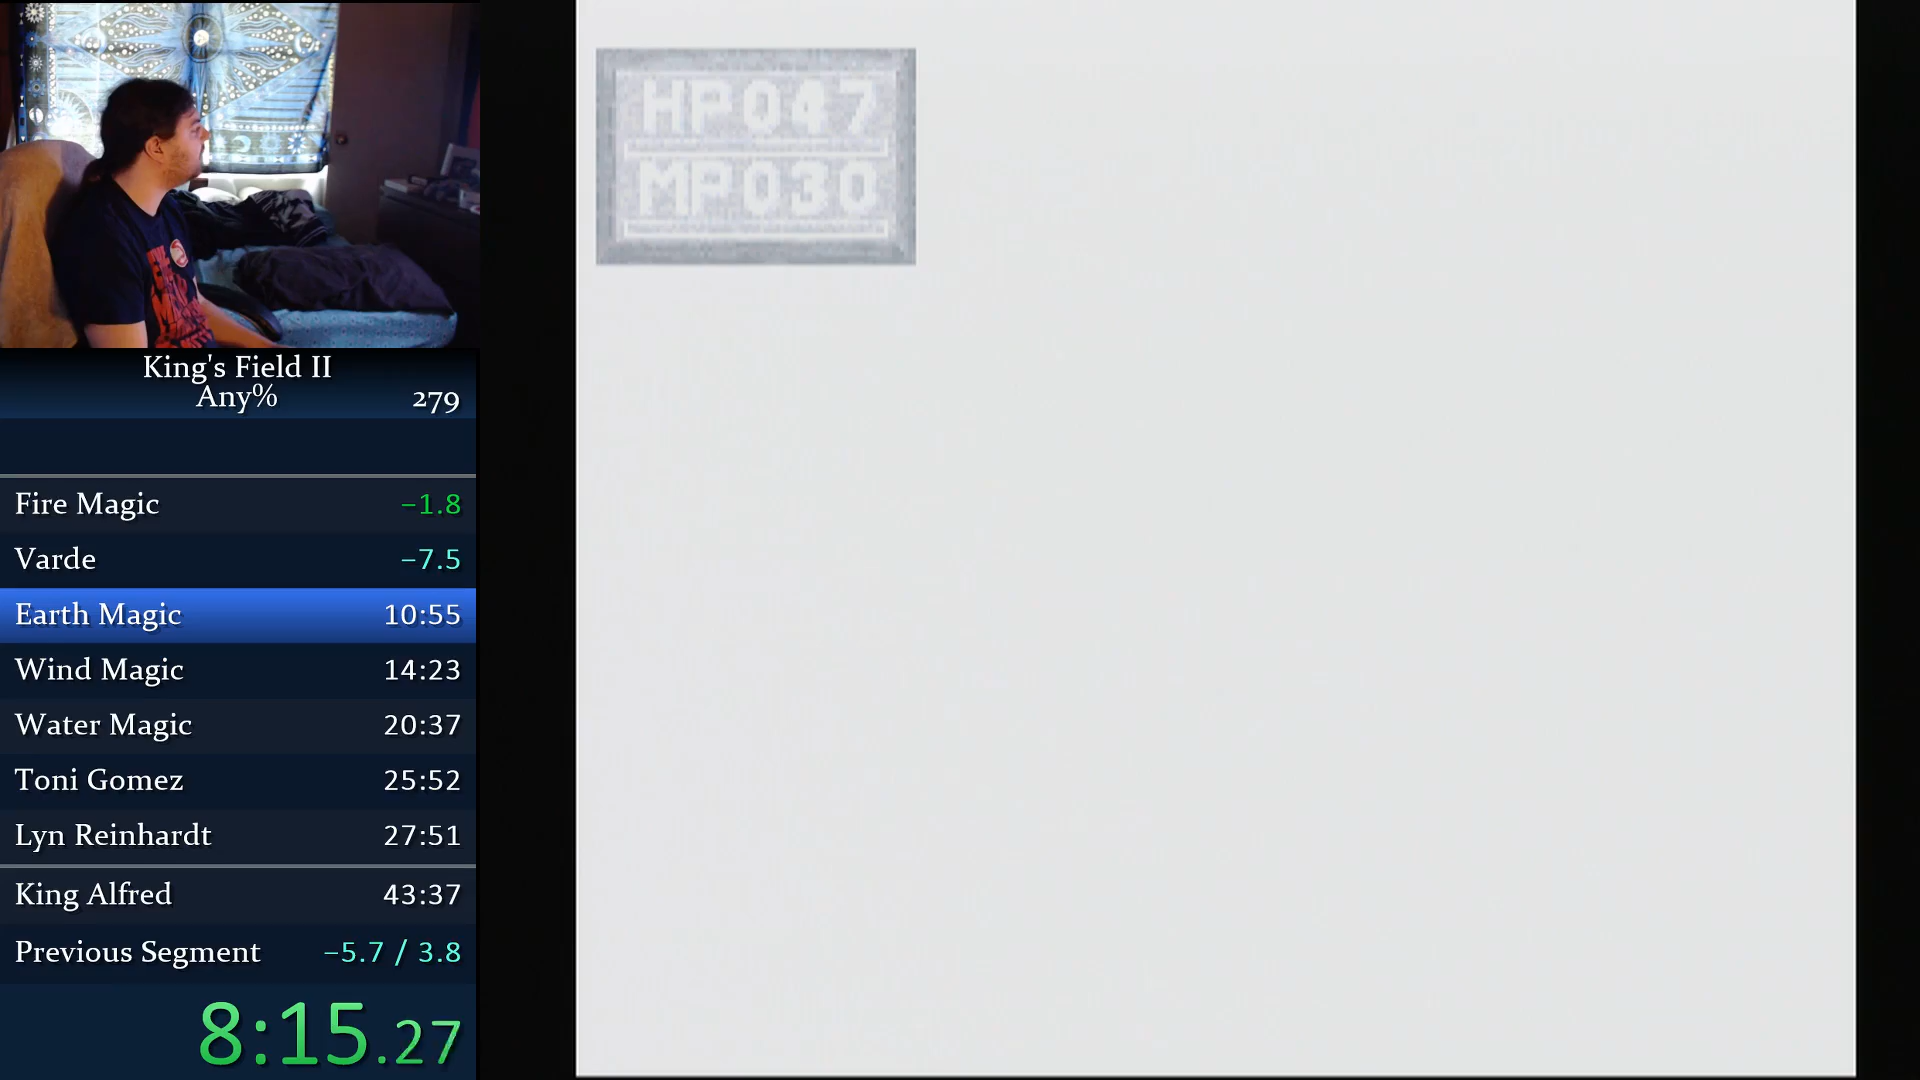 HP047
MP030
King's Field II
Any% 279
Fire Magic −1.8
Varde −7.5
Earth Magic 10:55
Wind Magic 14:23
Water Magic 20:37
Toni Gomez 25:52
Lyn Reinhardt 27:51
King Alfred 43:37
Previous Segment −5.7 / 3.8
8:15.27